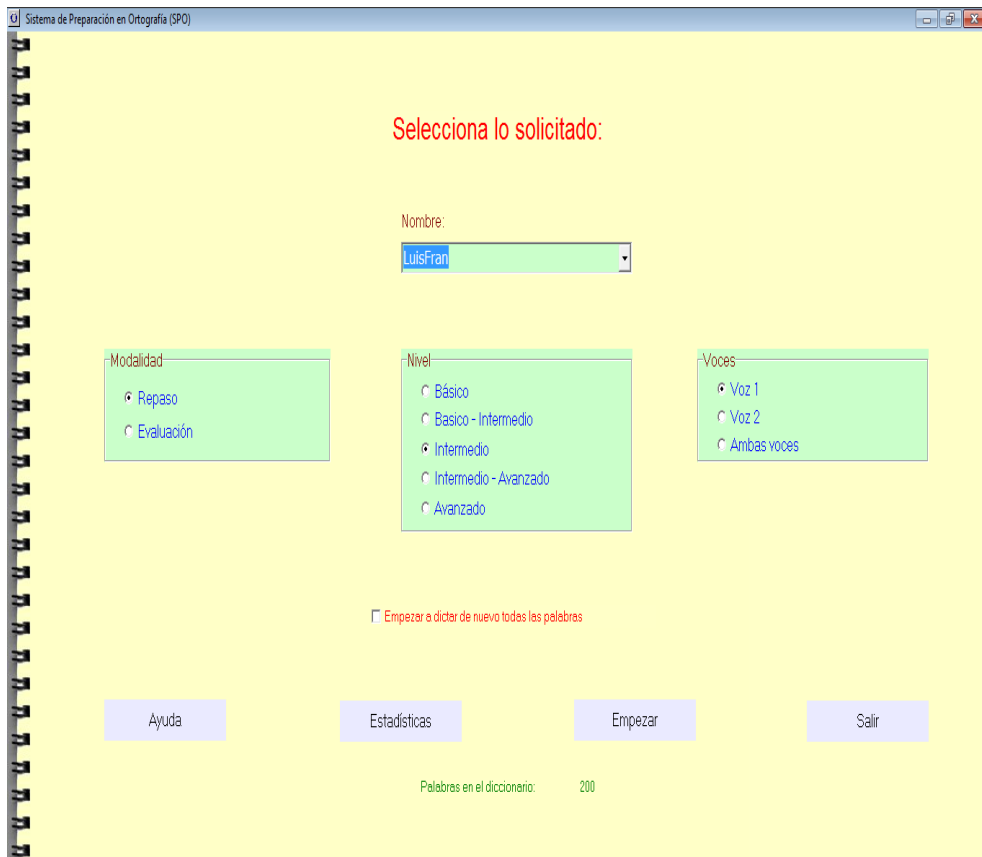 Sistema de Preparación en Ortografía (SPO)
Selecciona lo solicitado:
Nombre:
LuisFran
Modalidad
Repaso
Evaluación
Nivel
Básico
Basico - Intermedio
Intermedio
Intermedio - Avanzado
Avanzado
Voces
Voz 1
Voz 2
Ambas voces
Empezar a dictar de nuevo todas las palabras
Ayuda Estadísticas Empezar Salir
Palabras en el diccionario: 200